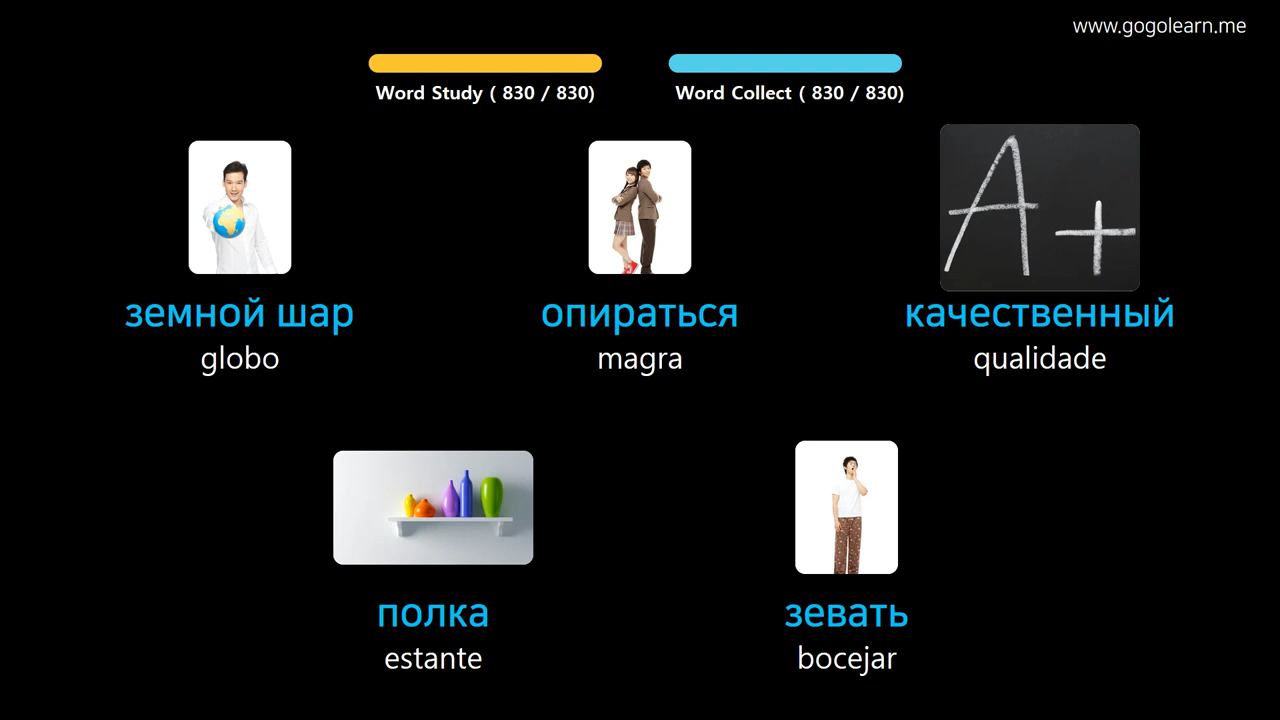 www.gogolearn.me
Word Study ( 830 / 830)
Word Collect ( 830 / 830)
A+
земной шар
globo
опираться
magra
качественный
qualidade
полка
estante
зевать
bocejar